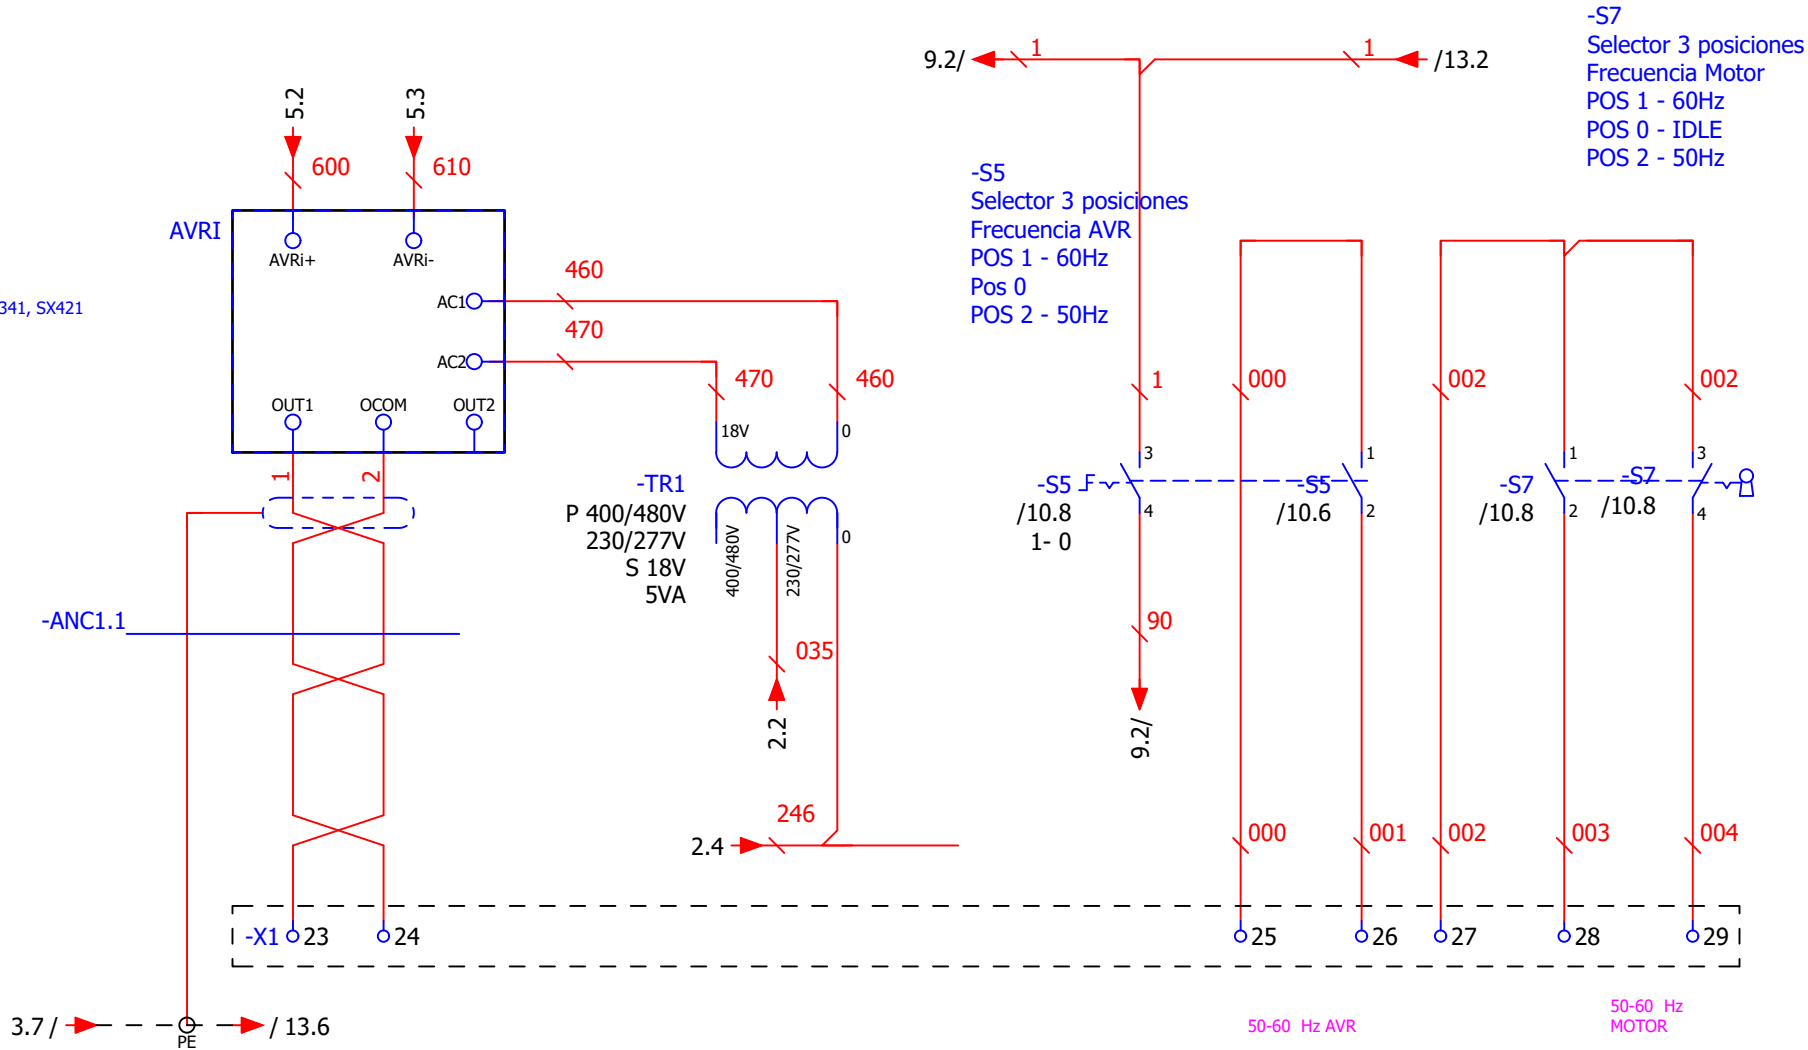 -S7
Selector 3 posiciones
Frecuencia Motor
POS 1 - 60Hz
POS 0 - IDLE
POS 2 - 50Hz
9.2/
1
1
/13.2
5.2
5.3
600
610
-S5
Selector 3 posiciones
Frecuencia AVR
POS 1 - 60Hz
Pos 0
POS 2 - 50Hz
AVRI
AVRi+
AVRi-
341, SX421
AC1
460
AC2
470
470
460
1
000
002
002
OUT1
OCOM
OUT2
18V
0
1
2
-TR1
P 400/480V
230/277V
S 18V
5VA
400/480V
230/277V
0
3
-S5
/10.8
4
1- 0
1
-S5
/10.6
2
1
-S7
/10.8
2
3
-S7
/10.8
4
-ANC1.1
90
035
2.2
9.2/
246
2.4
000
001
002
003
004
-X1
23
24
25
26
27
28
29
3.7 /
PE
/ 13.6
50-60 Hz AVR
50-60 Hz
MOTOR